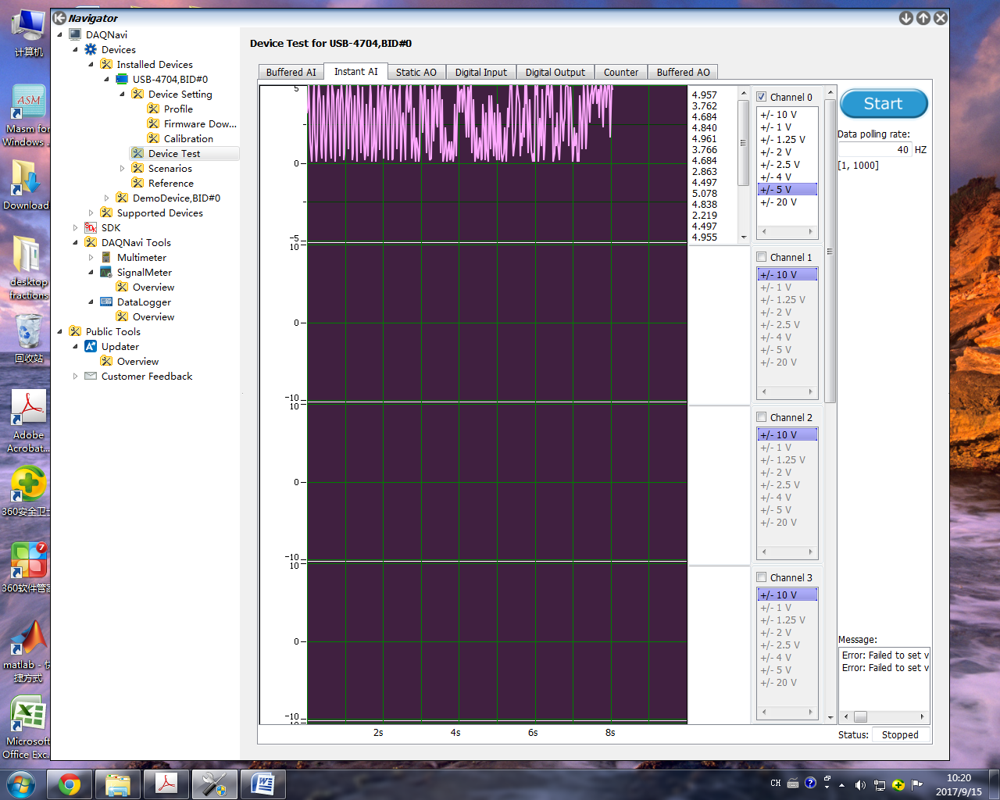 Navigator
计算机
Masm for
Windows ...
Download
desktop
fractions
回收站
Adobe
Acrobat...
360安全卫士
7
360软件管家
matlab - 快
捷方式
Microsoft
Office Exc...
DAQNavi
Devices
Installed Devices
USB-4704,BID#0
Device Setting
Profile
Firmware Dow...
Calibration
Device Test
Scenarios
Reference
DemoDevice,BID#0
Supported Devices
SDK
DAQNavi Tools
Multimeter
SignalMeter
Overview
DataLogger
Overview
Public Tools
Updater
Overview
Customer Feedback
Device Test for USB-4704,BID#0
Buffered AI
Instant AI
Static AO
Digital Input
Digital Output
Counter
Buffered AO
5
0
-5
10
0
-10
10
0
-10
10
0
-10
2s 4s 6s 8s
4.957
3.762
4.684
4.840
4.961
3.766
4.684
2.863
4.497
5.078
4.838
2.219
4.497
4.955
Channel 0
+/- 10 V
+/- 1 V
+/- 1.25 V
+/- 2 V
+/- 2.5 V
+/- 4 V
+/- 5 V
+/- 20 V
Channel 1
+/- 10 V
+/- 1 V
+/- 1.25 V
+/- 2 V
+/- 2.5 V
+/- 4 V
+/- 5 V
+/- 20 V
Channel 2
+/- 10 V
+/- 1 V
+/- 1.25 V
+/- 2 V
+/- 2.5 V
+/- 4 V
+/- 5 V
+/- 20 V
Channel 3
+/- 10 V
+/- 1 V
+/- 1.25 V
+/- 2 V
+/- 2.5 V
+/- 4 V
+/- 5 V
+/- 20 V
Start
Data polling rate:
40 HZ
[1, 1000]
Message:
Error: Failed to set v
Error: Failed to set v
Status: Stopped
CH
10:20
2017/9/15